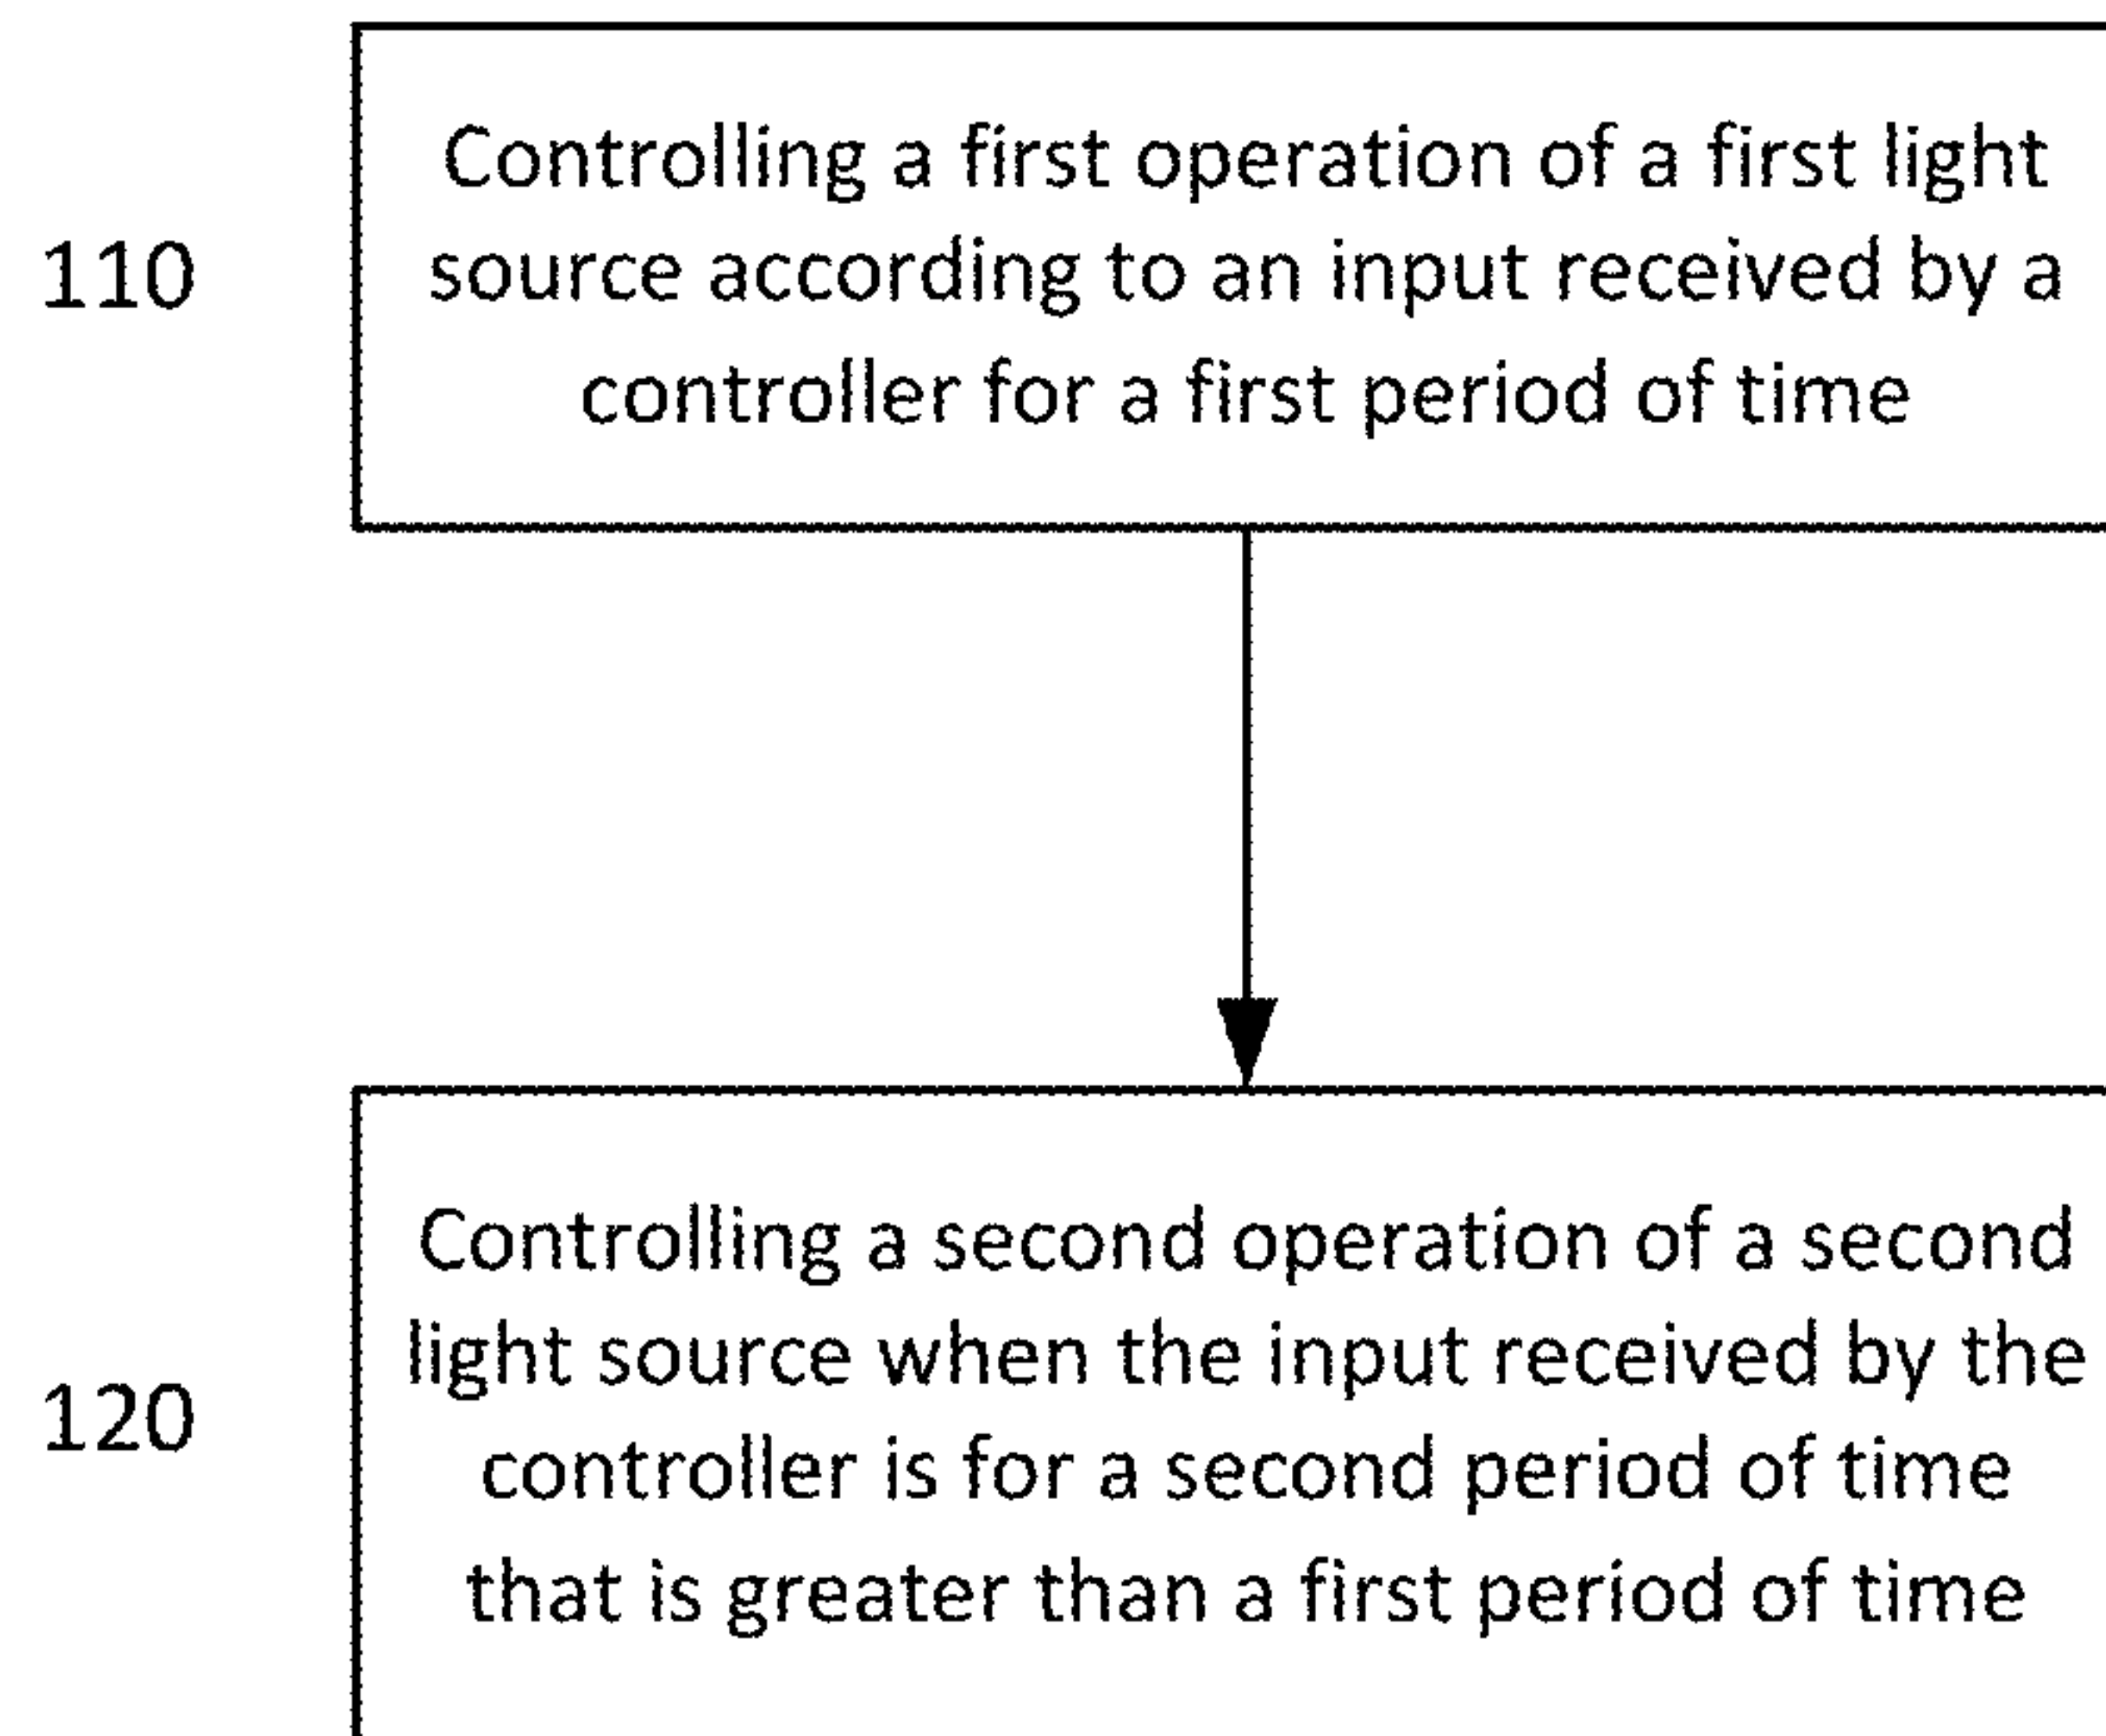 110
Controlling a first operation of a first light
source according to an input received by a
controller for a first period of time
120
Controlling a second operation of a second
light source when the input received by the
controller is for a second period of time
that is greater than a first period of time